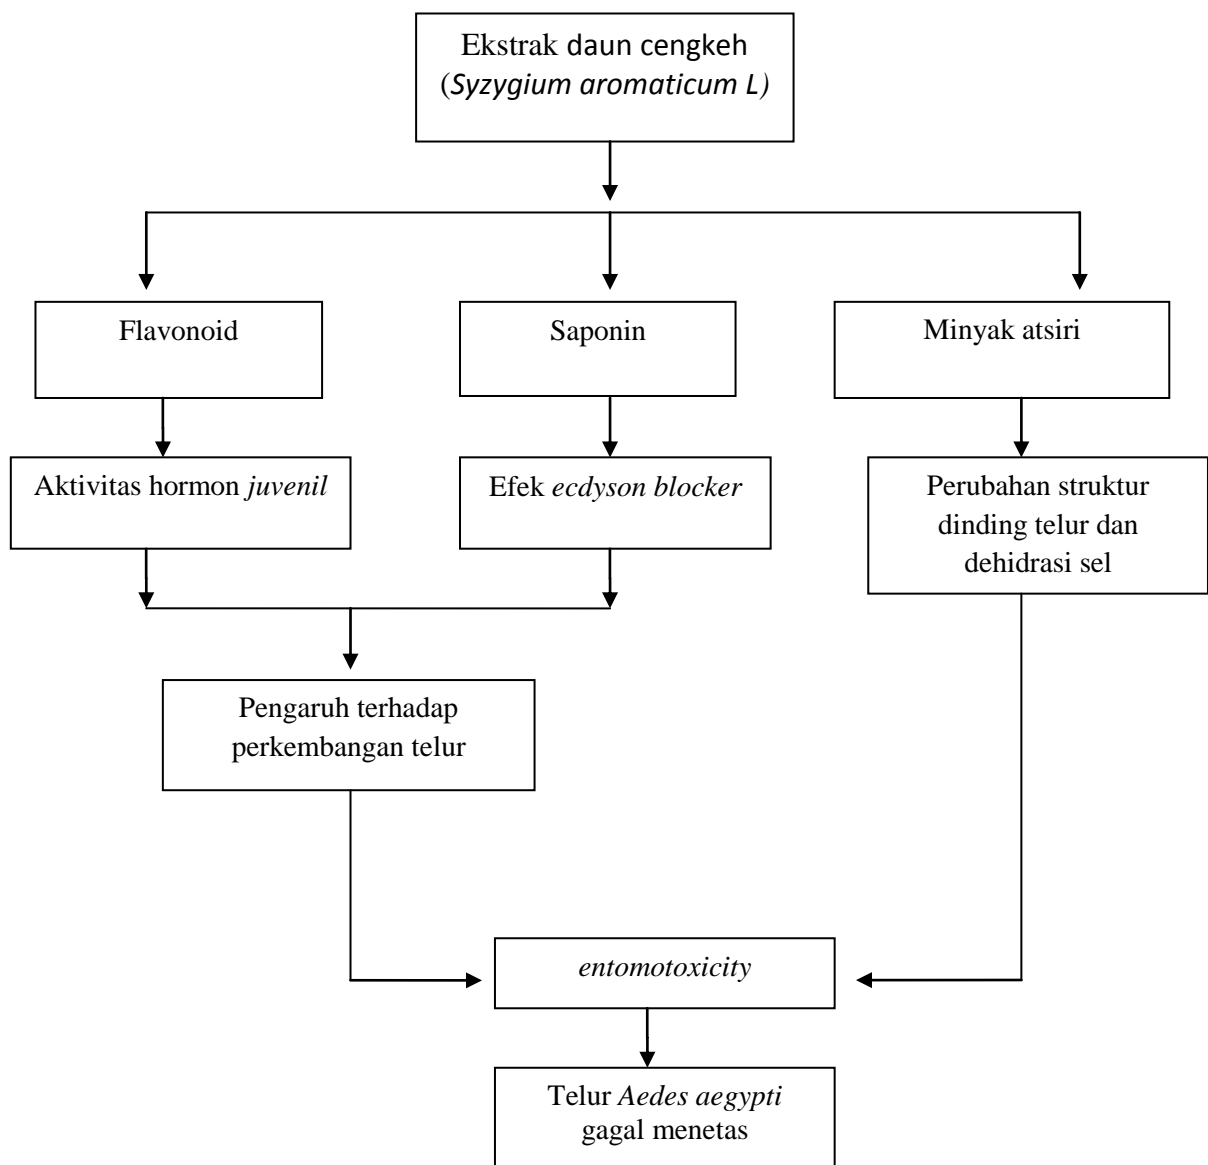 Ekstrak daun cengkeh
(Syzygium aromaticum L)
Flavonoid
Saponin
Minyak atsiri
Aktivitas hormon juvenil
Efek ecdyson blocker
Perubahan struktur
dinding telur dan
dehidrasi sel
Pengaruh terhadap
perkembangan telur
entomotoxicity
Telur Aedes aegypti
gagal menetas